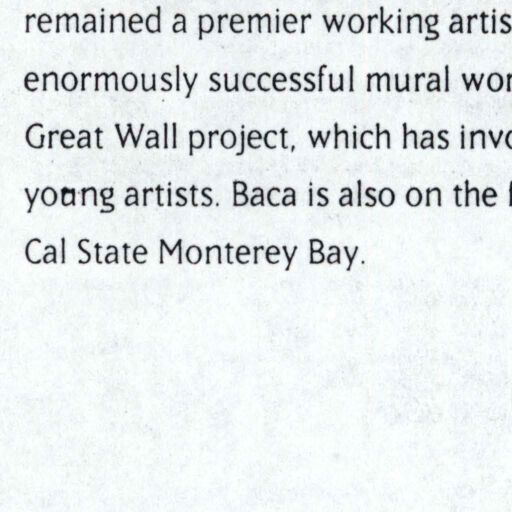 remained a premier working artis
enormously successful mural wor
Great Wall project, which has invo
young artists. Baca is also on the f
Cal State Monterey Bay.